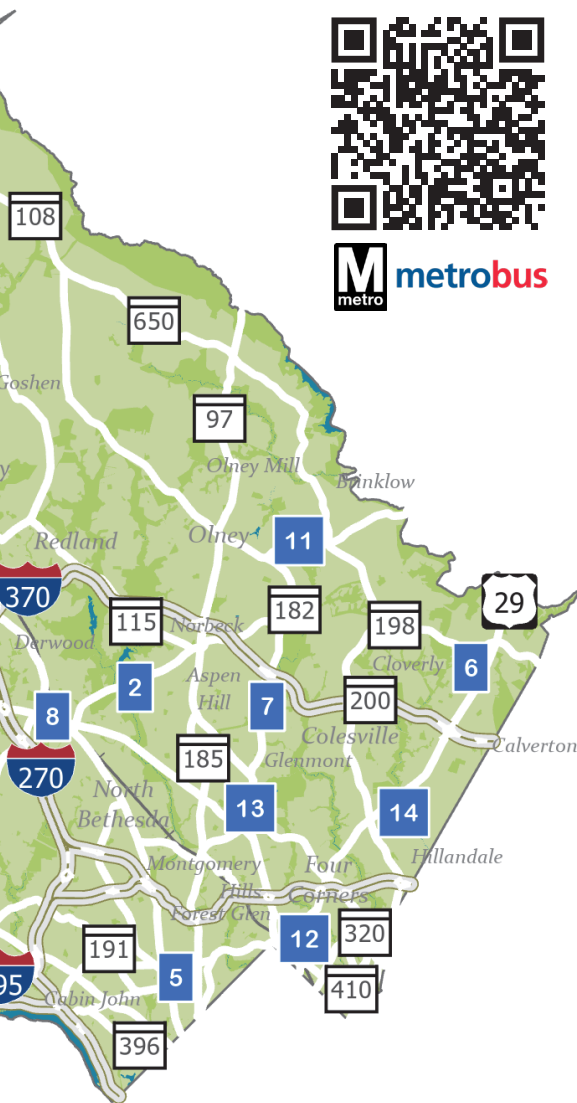 108
M
metro
metrobus
650
Goshen
97
Olney Mill
Brinklow
Olney
11
Redland
370
29
182
115
198
Norbeck
Derwood
Cloverly
6
Aspen
Hill
2
200
7
8
Colesville
Calverton
185
Glenmont
270
North
Bethesda
13
14
Montgomery
Hills
Four
Corners
Hillandale
Forest Glen
320
12
191
95
5
410
Cabin John
396